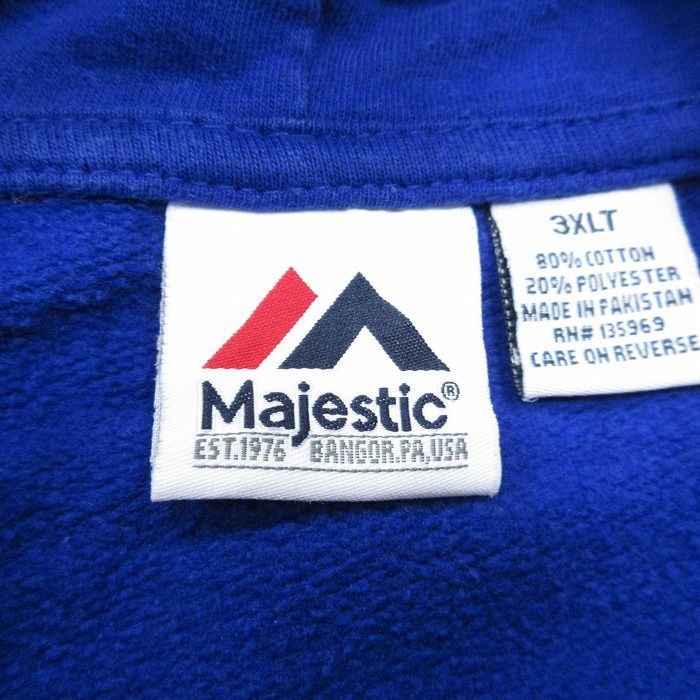 Majestic®
EST.1976 BANGOR.PA,USA
3XLT
80% COTTON
20% POLYESTER
MADE IN PAKISTAN
RN# 135969
CARE ON REVERSE